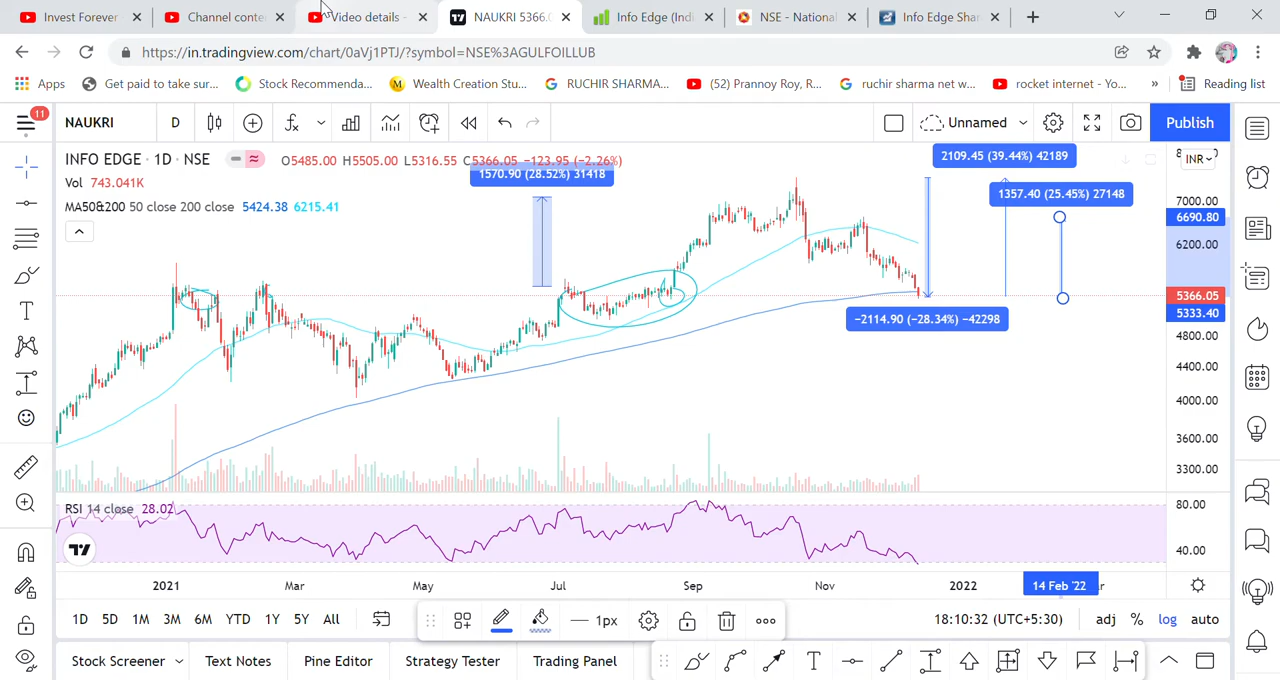 Invest Forever
Channel conte
Video details -
NAUKRI 5366.0
Info Edge (Indi
NSE - National
Info Edge Shar
https://in.tradingview.com/chart/0aVj1PTJ/?symbol=NSE%3AGULFOILLUB
Apps
Get paid to take sur...
Stock Recommenda...
Wealth Creation Stu...
RUCHIR SHARMA...
(52) Prannoy Roy, R...
ruchir sharma net w...
rocket internet - Yo...
»
Reading list
11
NAUKRI
D
Unnamed
Publish
INFO EDGE · 1D · NSE
O5485.00 H5505.00 L5316.55 C5366.05 −123.95 (−2.26%)
Vol 743.041K
MA50&200 50 close 200 close 5424.38 6215.41
1570.90 (28.52%) 31418
2109.45 (39.44%) 42189
1357.40 (25.45%) 27148
−2114.90 (−28.34%) −42298
INR
7000.00
6690.80
6200.00
5366.05
5333.40
4800.00
4400.00
4000.00
3600.00
3300.00
RSI 14 close 28.02
80.00
40.00
2021
Mar
May
Jul
Sep
Nov
2022
14 Feb '22
1D
5D
1M
3M
6M
YTD
1Y
5Y
All
1px
18:10:32 (UTC+5:30)
adj
%
log
auto
Stock Screener
Text Notes
Pine Editor
Strategy Tester
Trading Panel